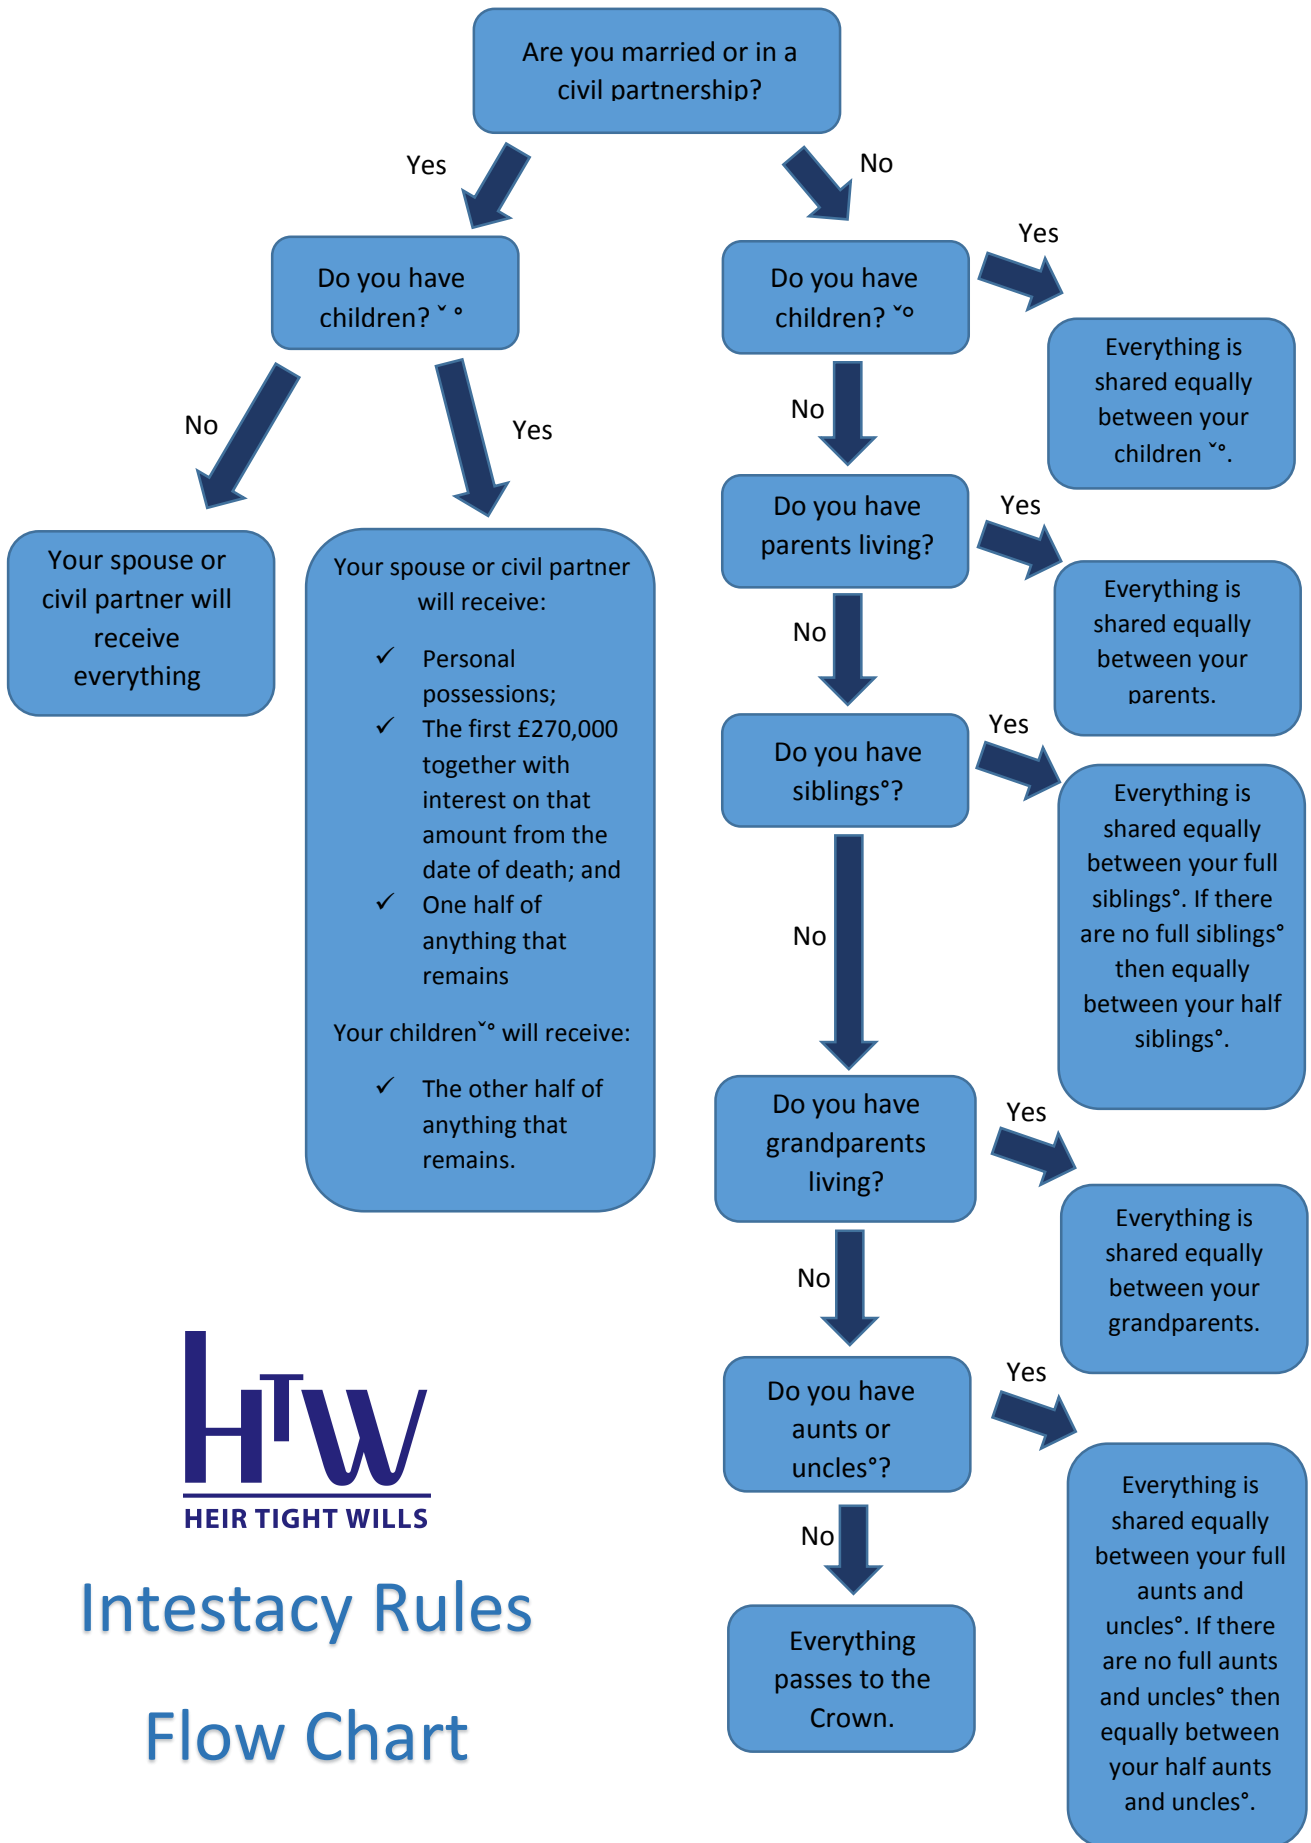 Are you married or in a
civil partnership?
Yes
No
Do you have
children? ˇ °
Do you have
children? ˇ°
Yes
Everything is
shared equally
between your
children ˇ°.
No
Yes
No
Your spouse or
civil partner will
receive
everything
Your spouse or civil partner
will receive:
✓ Personal
possessions;
✓ The first £270,000
together with
interest on that
amount from the
date of death; and
✓ One half of
anything that
remains
Your childrenˇ° will receive:
✓ The other half of
anything that
remains.
Do you have
parents living?
Yes
Everything is
shared equally
between your
parents.
No
Do you have
siblings°?
Yes
Everything is
shared equally
between your full
siblings°. If there
are no full siblings°
then equally
between your half
siblings°.
No
Do you have
grandparents
living?
Yes
Everything is
shared equally
between your
grandparents.
No
Do you have
aunts or
uncles°?
Yes
Everything is
shared equally
between your full
aunts and
uncles°. If there
are no full aunts
and uncles° then
equally between
your half aunts
and uncles°.
No
Everything
passes to the
Crown.
HTW
HEIR TIGHT WILLS
Intestacy Rules
Flow Chart